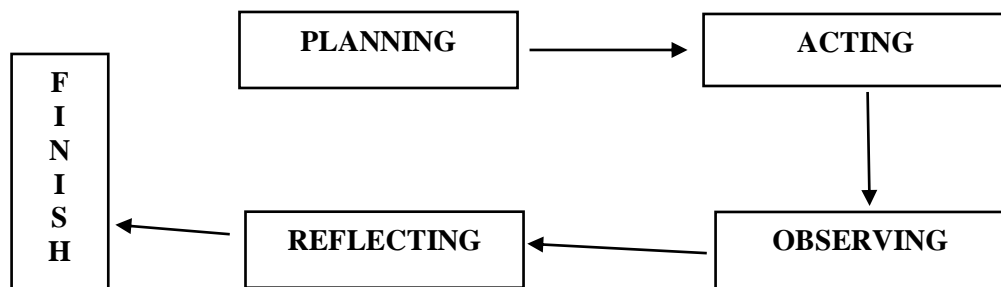 PLANNING
ACTING
OBSERVING
REFLECTING
F
I
N
I
S
H